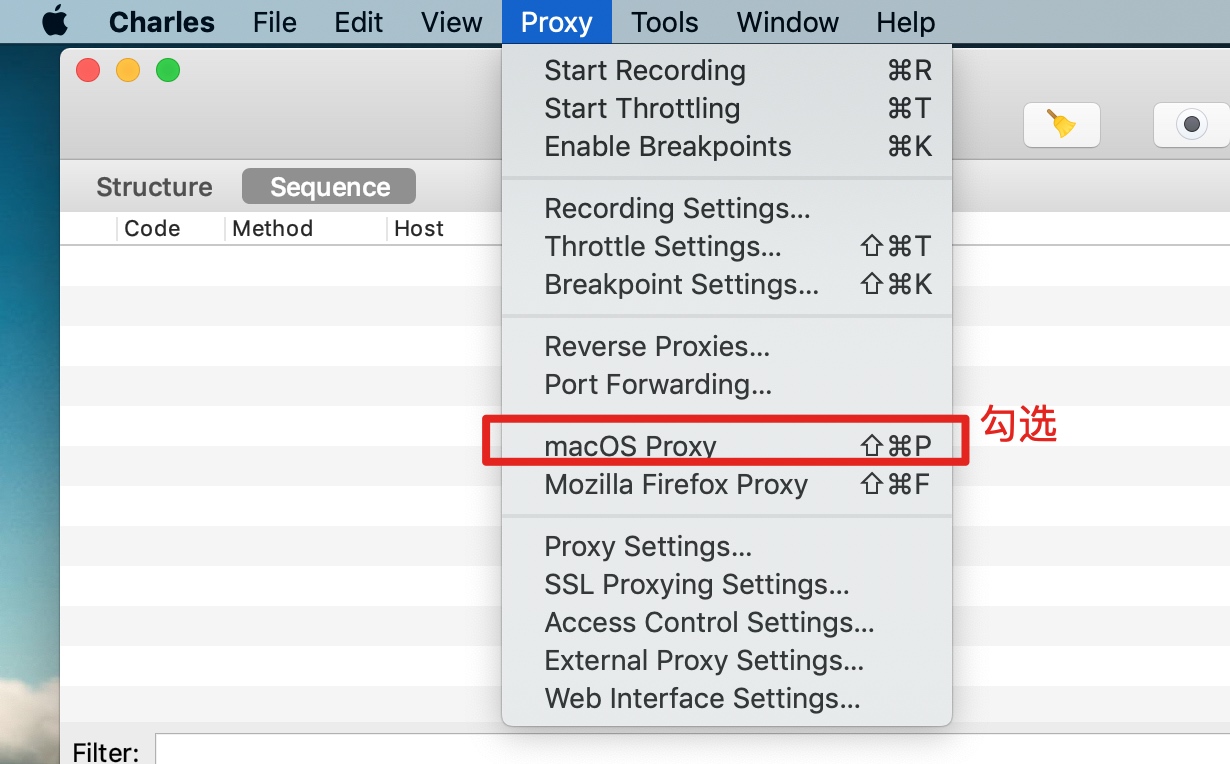 Charles File Edit View Proxy Tools Window Help
Start Recording ⌘R
Start Throttling ⌘T
Enable Breakpoints ⌘K
Structure Sequence
Code Method Host
Recording Settings...
Throttle Settings... ⇧⌘T
Breakpoint Settings... ⇧⌘K
Reverse Proxies...
Port Forwarding...
勾选
macOS Proxy ⇧⌘P
Mozilla Firefox Proxy ⇧⌘F
Proxy Settings...
SSL Proxying Settings...
Access Control Settings...
External Proxy Settings...
Web Interface Settings...
Filter: